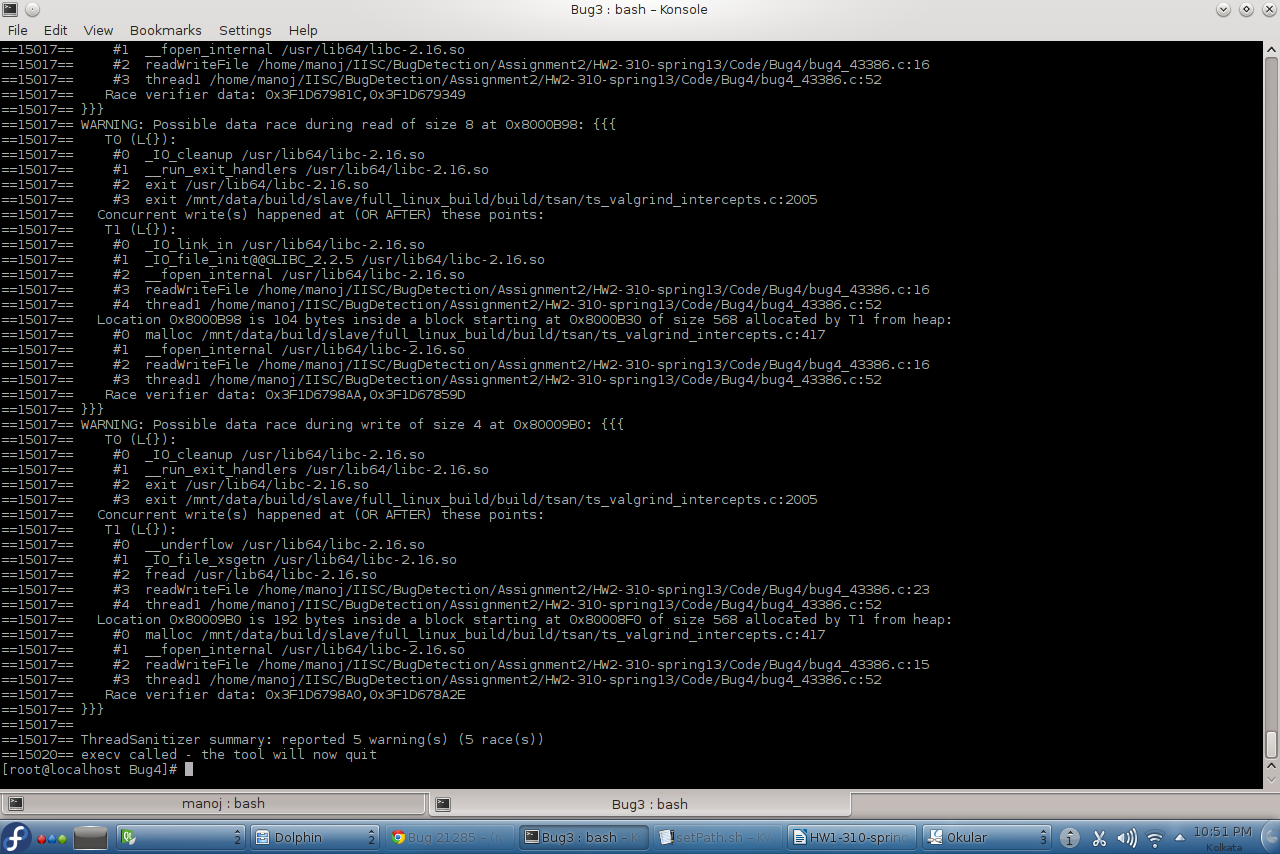 Bug3 : bash – Konsole
File Edit View Bookmarks Settings Help
==15017==     #1  __fopen_internal /usr/lib64/libc-2.16.so
==15017==     #2  readWriteFile /home/manoj/IISC/BugDetection/Assignment2/HW2-310-spring13/Code/Bug4/bug4_43386.c:16
==15017==     #3  thread1 /home/manoj/IISC/BugDetection/Assignment2/HW2-310-spring13/Code/Bug4/bug4_43386.c:52
==15017==    Race verifier data: 0x3F1D67981C,0x3F1D679349
==15017== }}}
==15017== WARNING: Possible data race during read of size 8 at 0x8000B98: {{{
==15017==    T0 (L{}):
==15017==     #0  _IO_cleanup /usr/lib64/libc-2.16.so
==15017==     #1  __run_exit_handlers /usr/lib64/libc-2.16.so
==15017==     #2  exit /usr/lib64/libc-2.16.so
==15017==     #3  exit /mnt/data/build/slave/full_linux_build/build/tsan/ts_valgrind_intercepts.c:2005
==15017==   Concurrent write(s) happened at (OR AFTER) these points:
==15017==    T1 (L{}):
==15017==     #0  _IO_link_in /usr/lib64/libc-2.16.so
==15017==     #1  _IO_file_init@@GLIBC_2.2.5 /usr/lib64/libc-2.16.so
==15017==     #2  __fopen_internal /usr/lib64/libc-2.16.so
==15017==     #3  readWriteFile /home/manoj/IISC/BugDetection/Assignment2/HW2-310-spring13/Code/Bug4/bug4_43386.c:16
==15017==     #4  thread1 /home/manoj/IISC/BugDetection/Assignment2/HW2-310-spring13/Code/Bug4/bug4_43386.c:52
==15017==   Location 0x8000B98 is 104 bytes inside a block starting at 0x8000B30 of size 568 allocated by T1 from heap:
==15017==     #0  malloc /mnt/data/build/slave/full_linux_build/build/tsan/ts_valgrind_intercepts.c:417
==15017==     #1  __fopen_internal /usr/lib64/libc-2.16.so
==15017==     #2  readWriteFile /home/manoj/IISC/BugDetection/Assignment2/HW2-310-spring13/Code/Bug4/bug4_43386.c:16
==15017==     #3  thread1 /home/manoj/IISC/BugDetection/Assignment2/HW2-310-spring13/Code/Bug4/bug4_43386.c:52
==15017==    Race verifier data: 0x3F1D6798AA,0x3F1D67859D
==15017== }}}
==15017== WARNING: Possible data race during write of size 4 at 0x80009B0: {{{
==15017==    T0 (L{}):
==15017==     #0  _IO_cleanup /usr/lib64/libc-2.16.so
==15017==     #1  __run_exit_handlers /usr/lib64/libc-2.16.so
==15017==     #2  exit /usr/lib64/libc-2.16.so
==15017==     #3  exit /mnt/data/build/slave/full_linux_build/build/tsan/ts_valgrind_intercepts.c:2005
==15017==   Concurrent write(s) happened at (OR AFTER) these points:
==15017==    T1 (L{}):
==15017==     #0  __underflow /usr/lib64/libc-2.16.so
==15017==     #1  _IO_file_xsgetn /usr/lib64/libc-2.16.so
==15017==     #2  fread /usr/lib64/libc-2.16.so
==15017==     #3  readWriteFile /home/manoj/IISC/BugDetection/Assignment2/HW2-310-spring13/Code/Bug4/bug4_43386.c:23
==15017==     #4  thread1 /home/manoj/IISC/BugDetection/Assignment2/HW2-310-spring13/Code/Bug4/bug4_43386.c:52
==15017==   Location 0x80009B0 is 192 bytes inside a block starting at 0x80008F0 of size 568 allocated by T1 from heap:
==15017==     #0  malloc /mnt/data/build/slave/full_linux_build/build/tsan/ts_valgrind_intercepts.c:417
==15017==     #1  __fopen_internal /usr/lib64/libc-2.16.so
==15017==     #2  readWriteFile /home/manoj/IISC/BugDetection/Assignment2/HW2-310-spring13/Code/Bug4/bug4_43386.c:15
==15017==     #3  thread1 /home/manoj/IISC/BugDetection/Assignment2/HW2-310-spring13/Code/Bug4/bug4_43386.c:52
==15017==    Race verifier data: 0x3F1D6798A0,0x3F1D678A2E
==15017== }}}
==15017==
==15017== ThreadSanitizer summary: reported 5 warning(s) (5 race(s))
==15020== execv called - the tool will now quit
[root@localhost Bug4]#
manoj : bash Bug3 : bash
2 Dolphin 2 Bug 21285 – (n Bug3 : bash – K setPath.sh – K HW1-310-spring Okular 3 10:51 PM
Kolkata